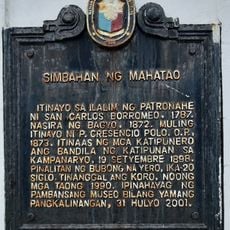 SIMBAHAN NG MAHATAO
ITINAYO SA ILALIM NG PATRONAHE
NI SAN CARLOS BORROMEO, 1787.
NASIRA NG BAGYO, 1872. MULING
ITINAYO NI P. CRESENCIO POLO, O.P.,
1873. ITINAAS NG MGA KATIPUNERO
ANG BANDILA NG KATIPUNAN SA
KAMPANARYO, 19 SETYEMBRE 1898.
PINALITAN NG BUBONG NA YERO, IKA-20
SIGLO. TINANGGAL ANG KORO, NOONG
MGA TAONG 1990. IPINAHAYAG NG
PAMBANSANG MUSEO BILANG YAMANG
PANGKALINANGAN, 31 HULYO 2001.